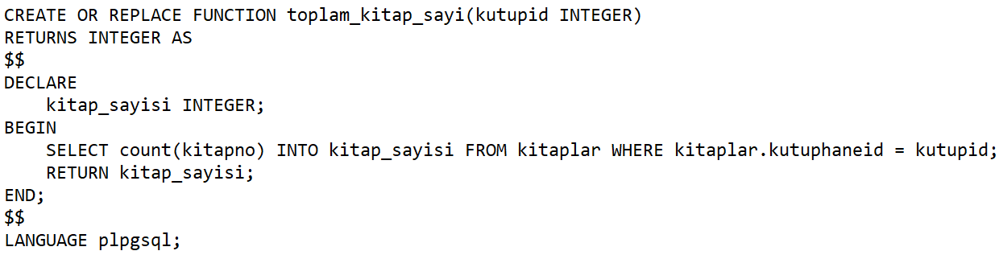 CREATE OR REPLACE FUNCTION toplam_kitap_sayi(kutupid INTEGER)
RETURNS INTEGER AS
$$
DECLARE
    kitap_sayisi INTEGER;
BEGIN
    SELECT count(kitapno) INTO kitap_sayisi FROM kitaplar WHERE kitaplar.kutuphaneid = kutupid;
    RETURN kitap_sayisi;
END;
$$
LANGUAGE plpgsql;